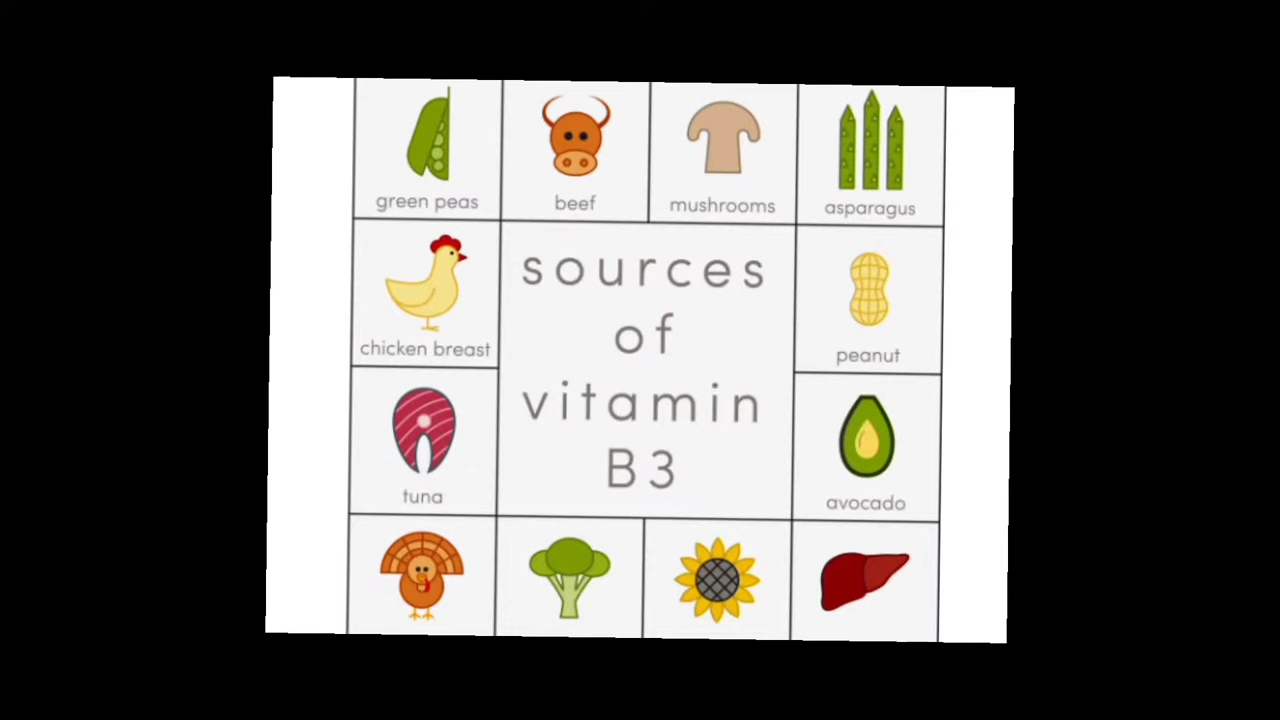 green peas
beef
mushrooms
asparagus
chicken breast
sources
of
vitamin
B3
peanut
tuna
avocado